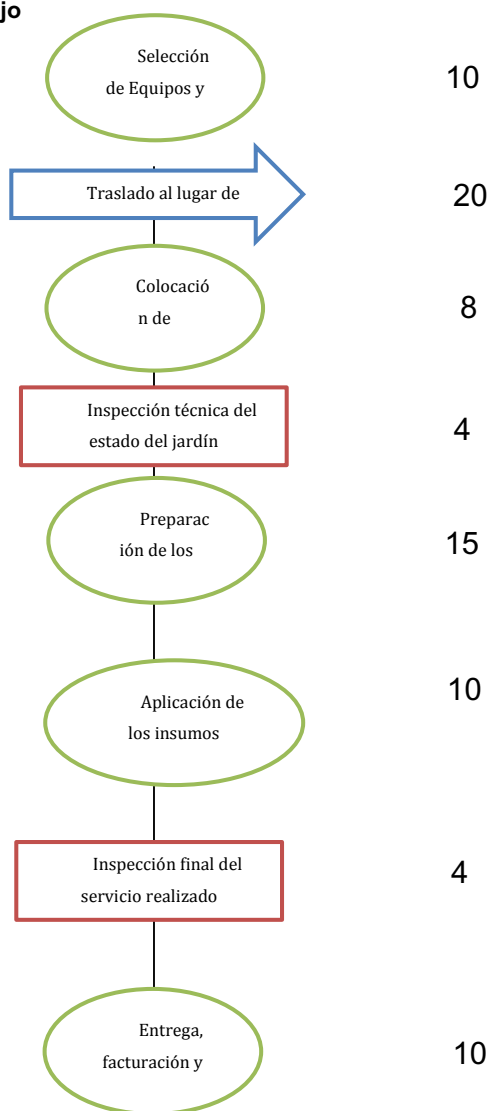 jo
Selección
de Equipos y
10
Traslado al lugar de
20
Colocació
n de
8
Inspección técnica del
estado del jardín
4
Preparac
ión de los
15
Aplicación de
los insumos
10
Inspección final del
servicio realizado
4
Entrega,
facturación y
10